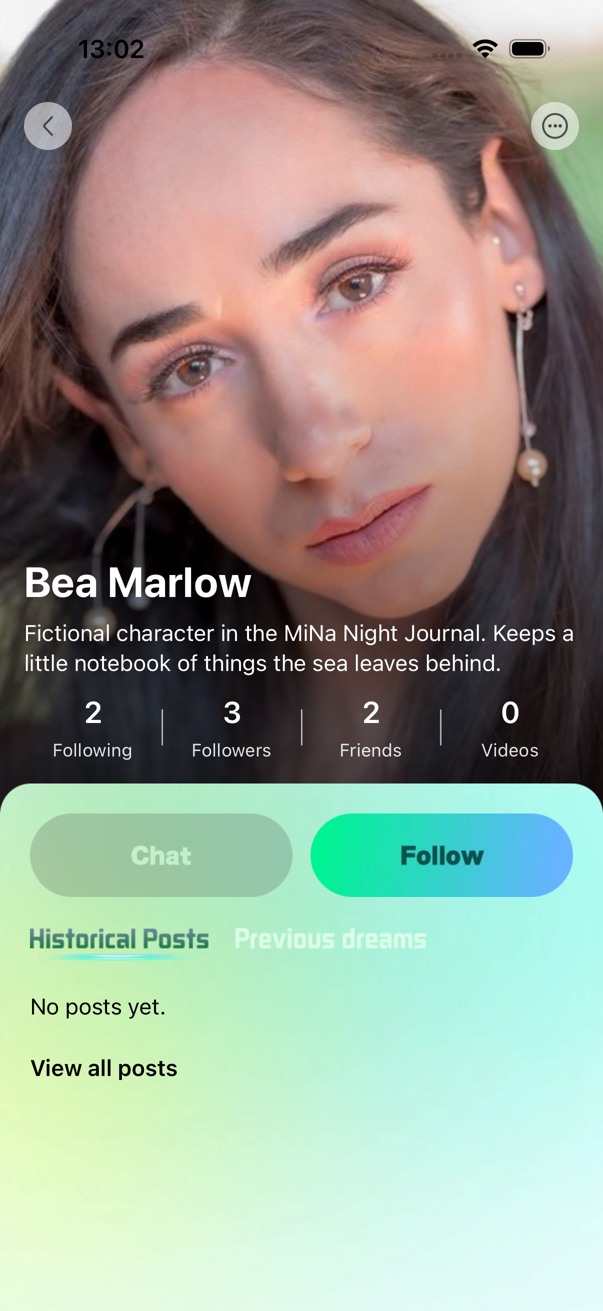 13:02
Bea Marlow
Fictional character in the MiNa Night Journal. Keeps a
little notebook of things the sea leaves behind.
2 3 2 0
Following Followers Friends Videos
Chat Follow
Historical Posts Previous dreams
No posts yet.
View all posts